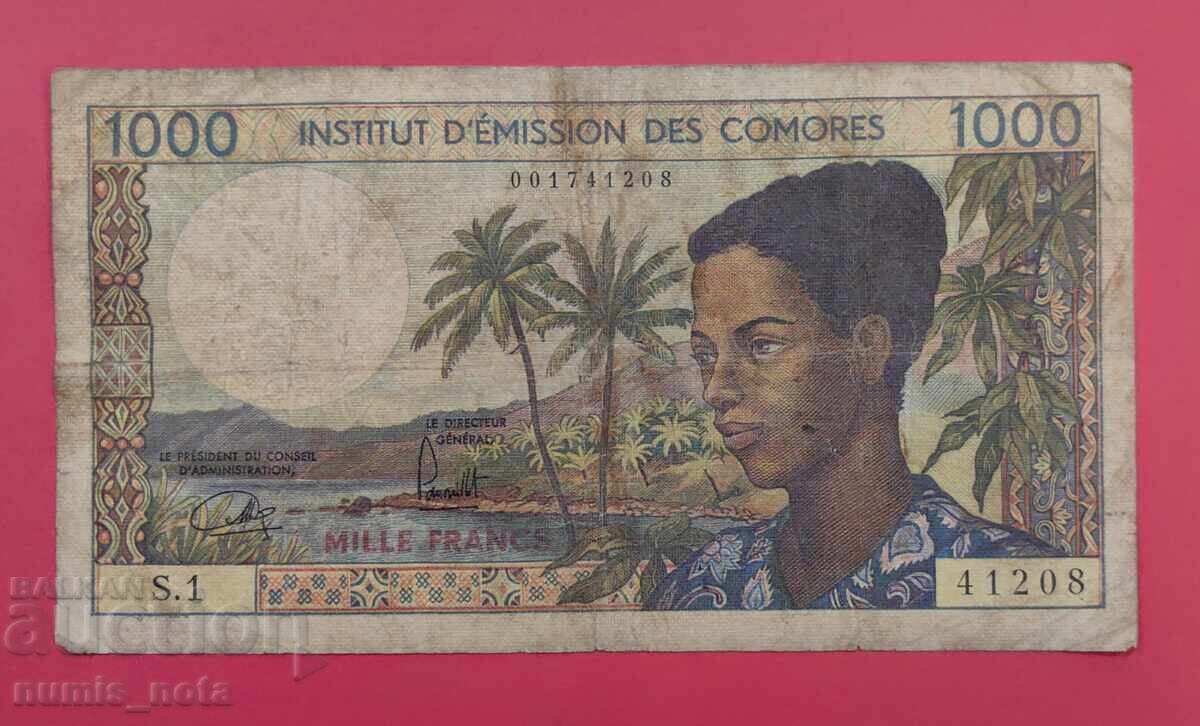 1000 INSTITUT D'ÉMISSION DES COMORES 1000
001741208
LE DIRECTEUR
GÉNÉRAL
LE PRÉSIDENT DU CONSEIL
D'ADMINISTRATION,
MILLE FRANCS
S.1
41208
BALKAN
auction
numis_nota